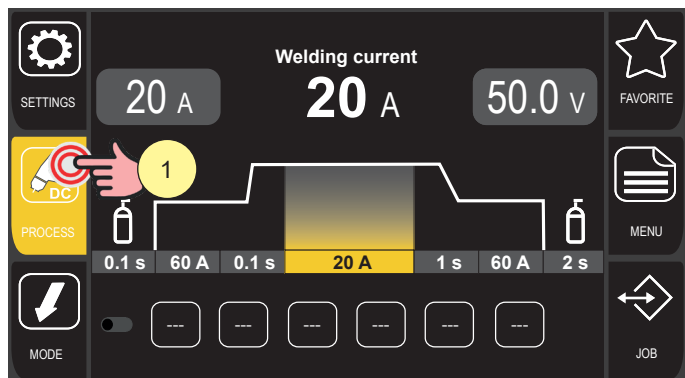 Welding current
20 A
20 A
50.0 V
SETTINGS
FAVORITE
DC
PROCESS
1
MENU
0.1 s
60 A
0.1 s
20 A
1 s
60 A
2 s
---
---
---
---
---
---
MODE
JOB